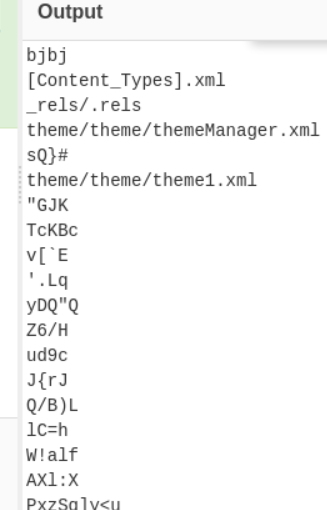 Output
bjbj
[Content_Types].xml
_rels/.rels
theme/theme/themeManager.xml
sQ}#
theme/theme/theme1.xml
"GJK
TcKBc
v[`E
'.Lq
yDQ"Q
Z6/H
ud9c
J{rJ
Q/B)L
lC=h
W!alf
AXl:X